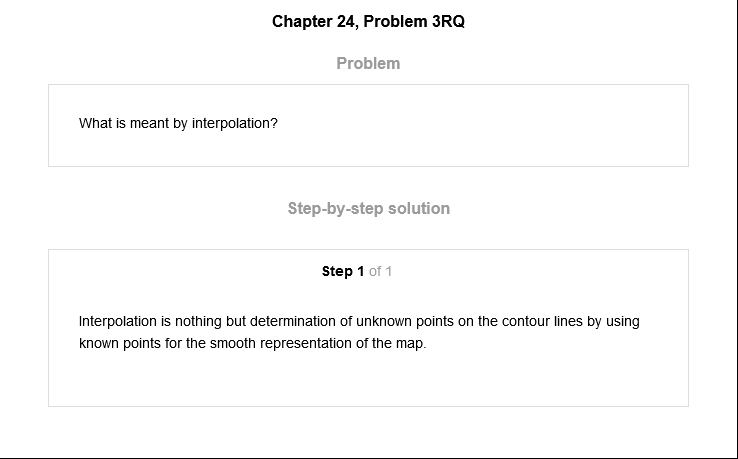 Chapter 24, Problem 3RQ
Problem
What is meant by interpolation?
Step-by-step solution
Step 1 of 1
Interpolation is nothing but determination of unknown points on the contour lines by using
known points for the smooth representation of the map.